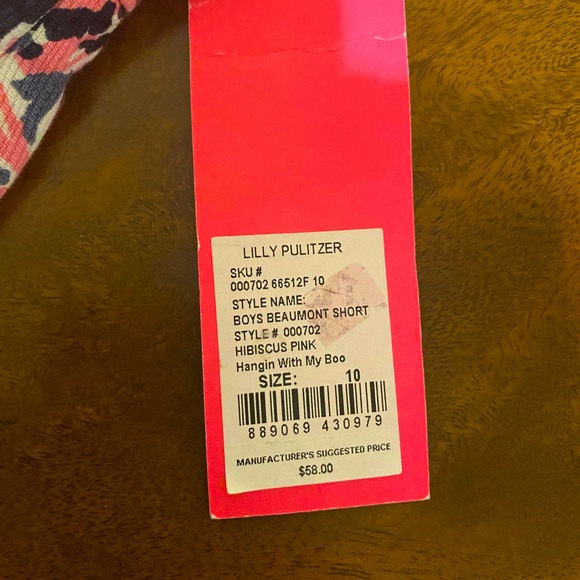 LILLY PULITZER
SKU #
000702 66512F 10
STYLE NAME:
BOYS BEAUMONT SHORT
STYLE # 000702
HIBISCUS PINK
Hangin With My Boo
SIZE: 10
889069 430979
MANUFACTURER'S SUGGESTED PRICE
$58.00